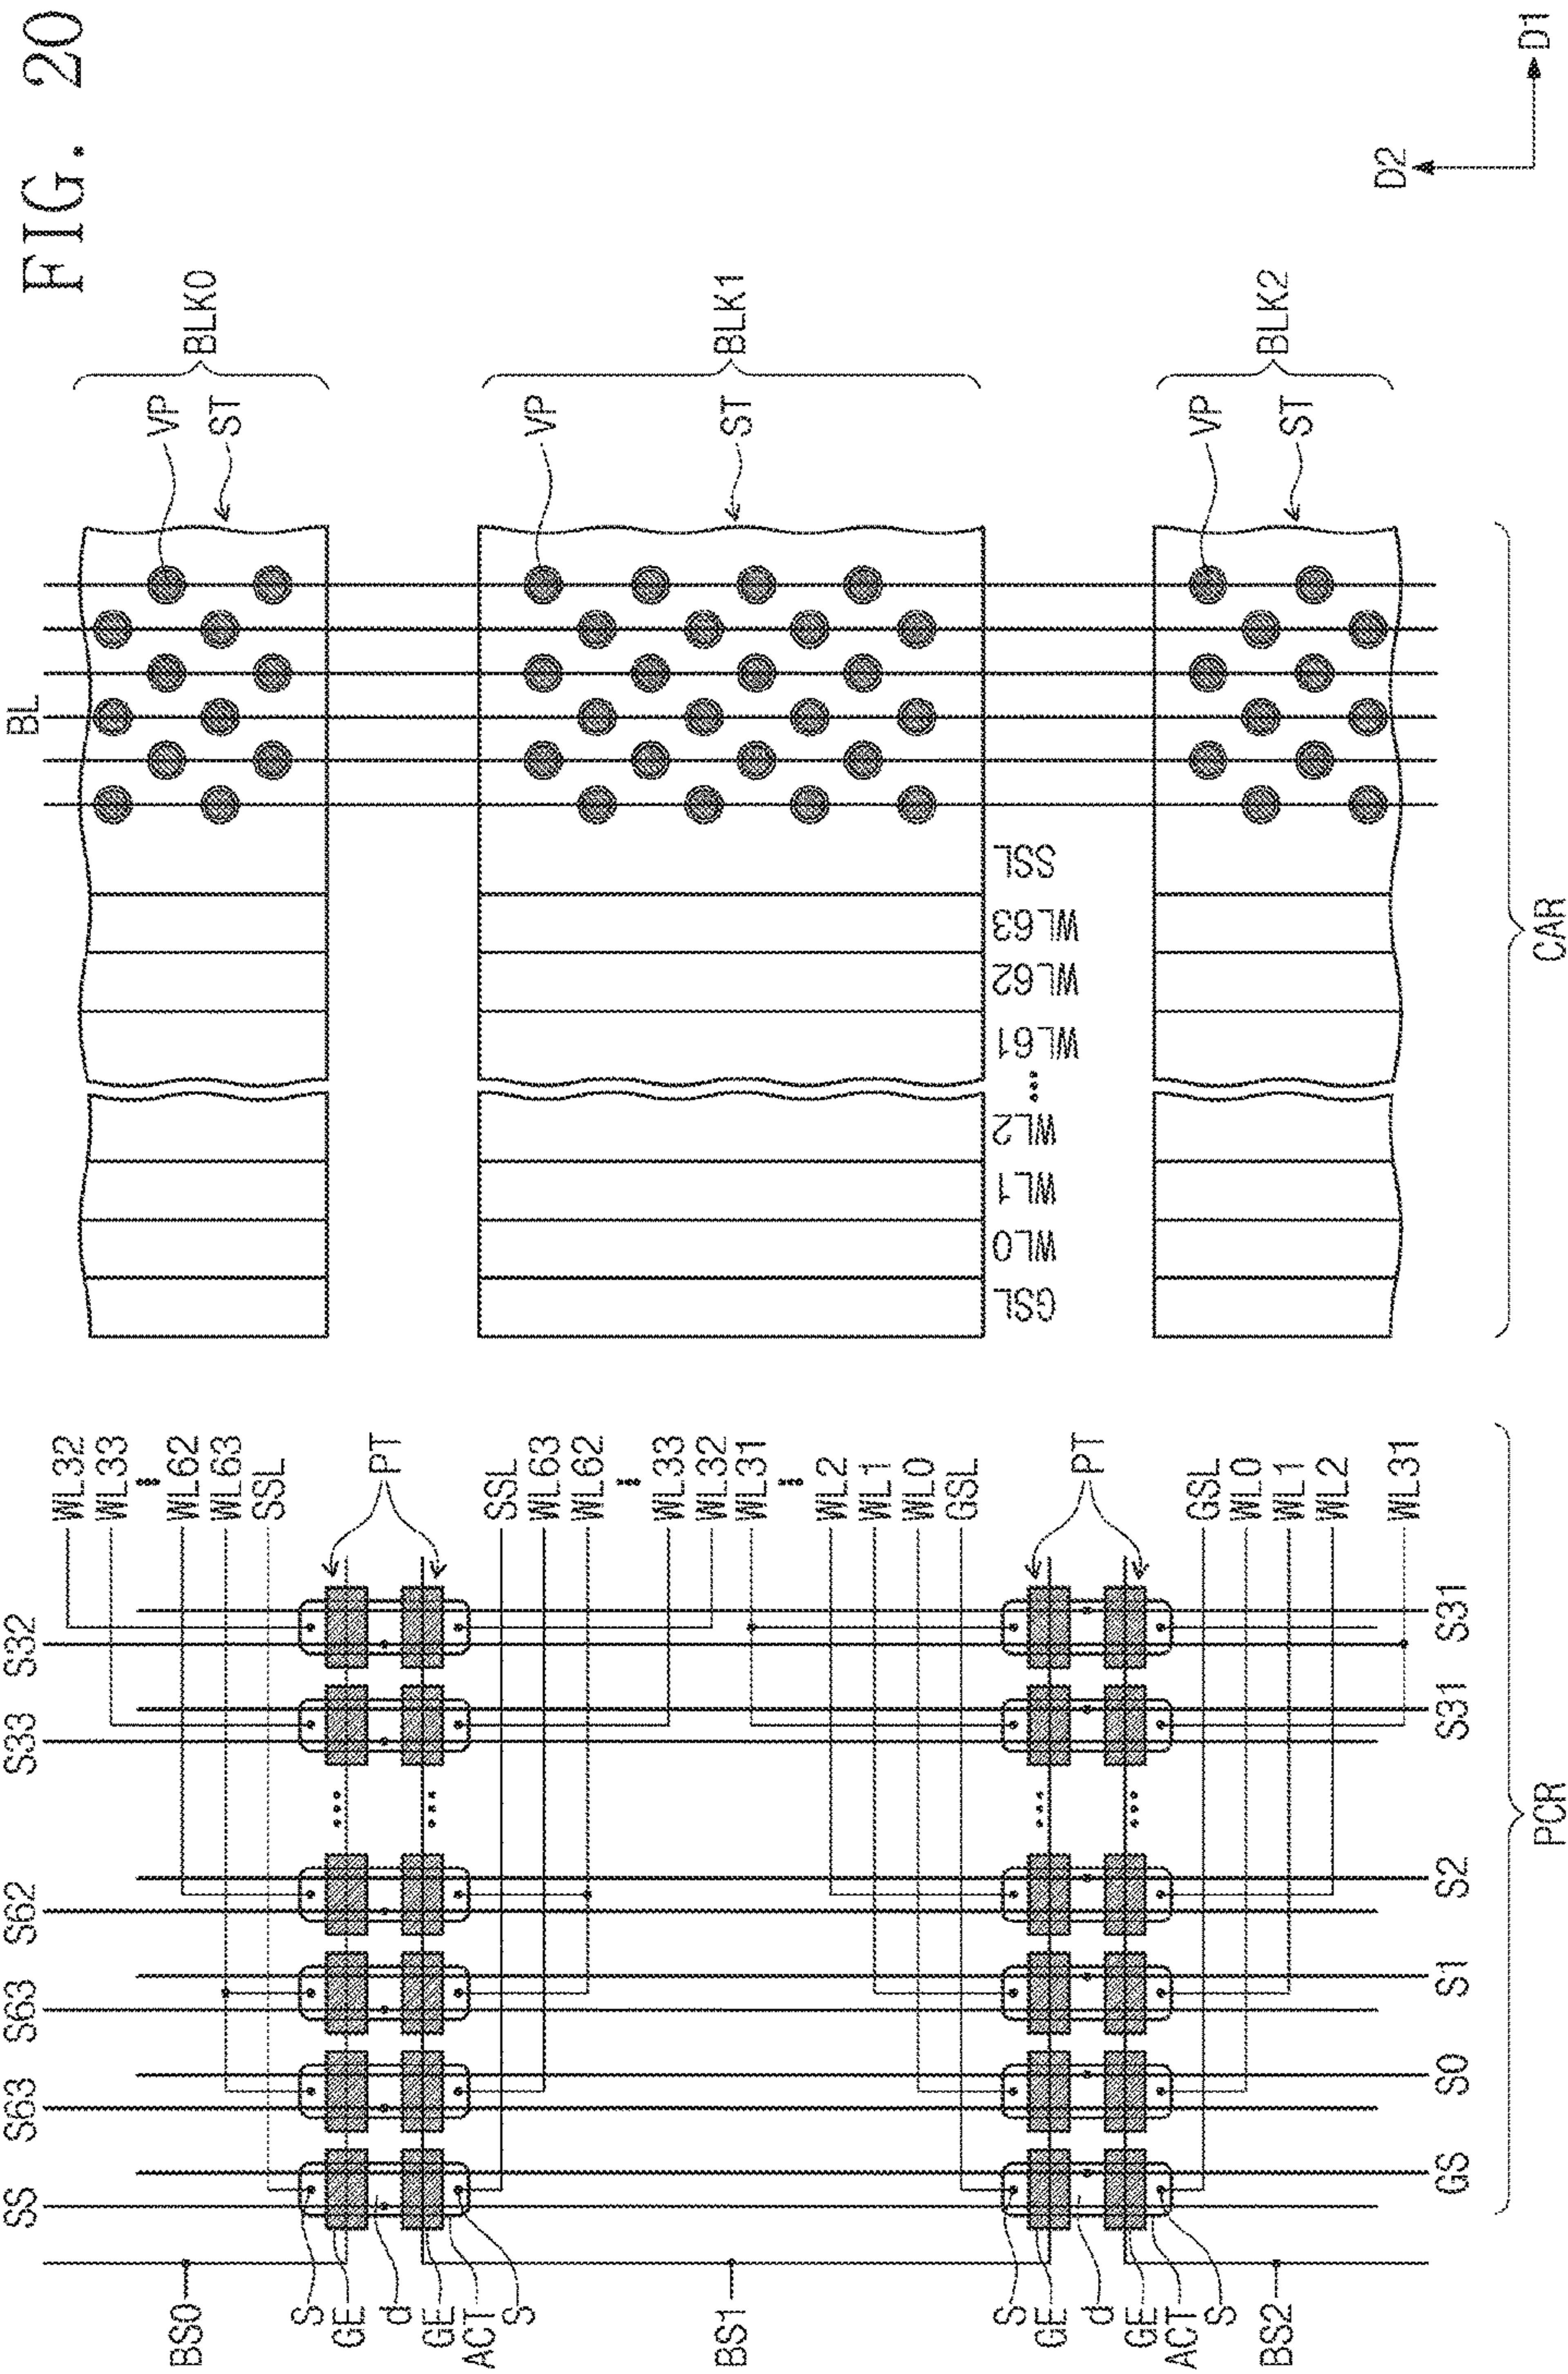 FIG. 20
D2
D1
BL
VP
ST
BLK0
VP
ST
BLK1
VP
ST
BLK2
SSL
WL63
WL62
WL61
...
WL2
WL1
WL0
GSL
CAR
WL32
WL33
WL62
WL63
SSL
PT
SSL
WL63
WL62
WL33
WL32
WL31
WL2
WL1
WL0
GSL
PT
GSL
WL0
WL1
WL2
WL31
S32
S33
S62
S63
S63
SS
...
...
...
...
S31
S31
S2
S1
S0
GS
PCR
BS0
S
GE
d
GE
ACT
S
BS1
S
GE
d
GE
ACT
S
BS2